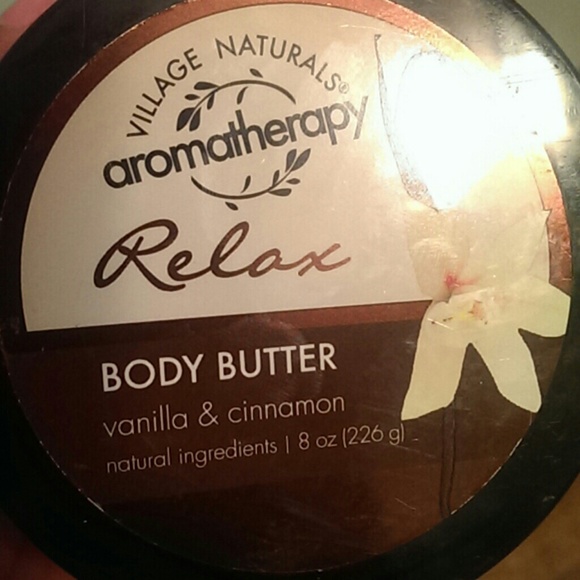 VILLAGE NATURALS®
aromatherapy
Relax
BODY BUTTER
vanilla & cinnamon
natural ingredients | 8 oz (226 g)